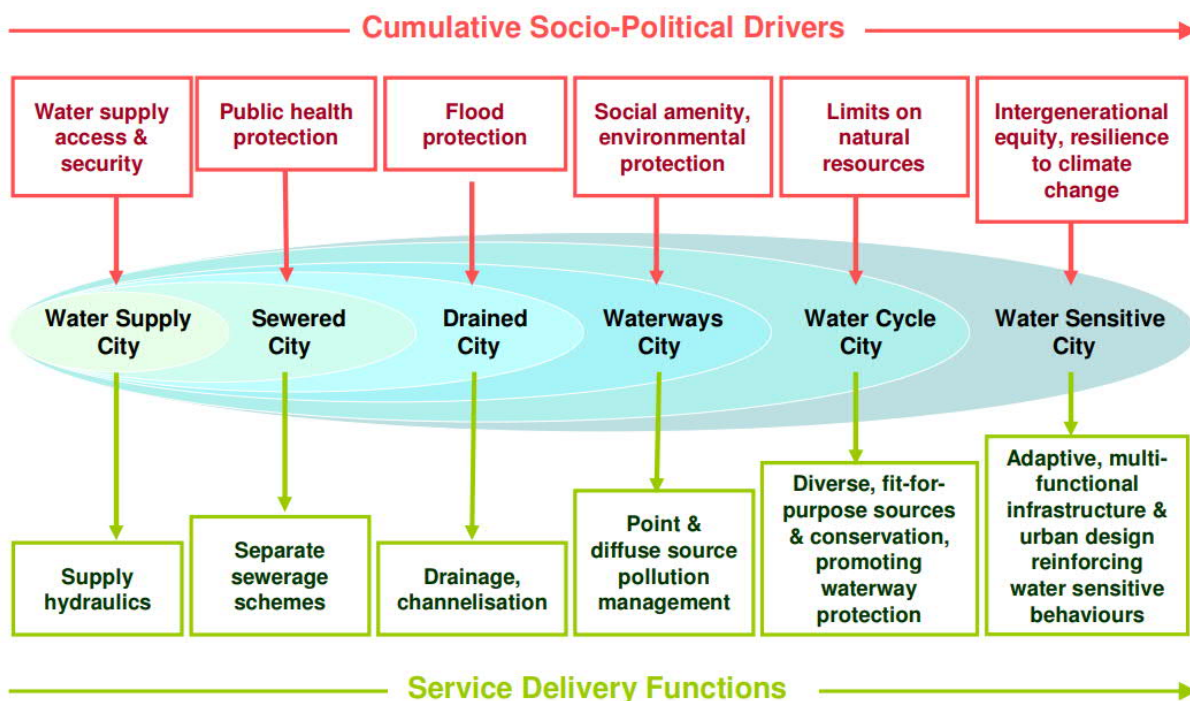 Cumulative Socio-Political Drivers
Water supply
access &
security
Public health
protection
Flood
protection
Social amenity,
environmental
protection
Limits on
natural
resources
Intergenerational
equity, resilience
to climate
change
Water Supply
City
Sewered
City
Drained
City
Waterways
City
Water Cycle
City
Water Sensitive
City
Supply
hydraulics
Separate
sewerage
schemes
Drainage,
channelisation
Point &
diffuse source
pollution
management
Diverse, fit-for-
purpose sources
& conservation,
promoting
waterway
protection
Adaptive, multi-
functional
infrastructure &
urban design
reinforcing
water sensitive
behaviours
Service Delivery Functions